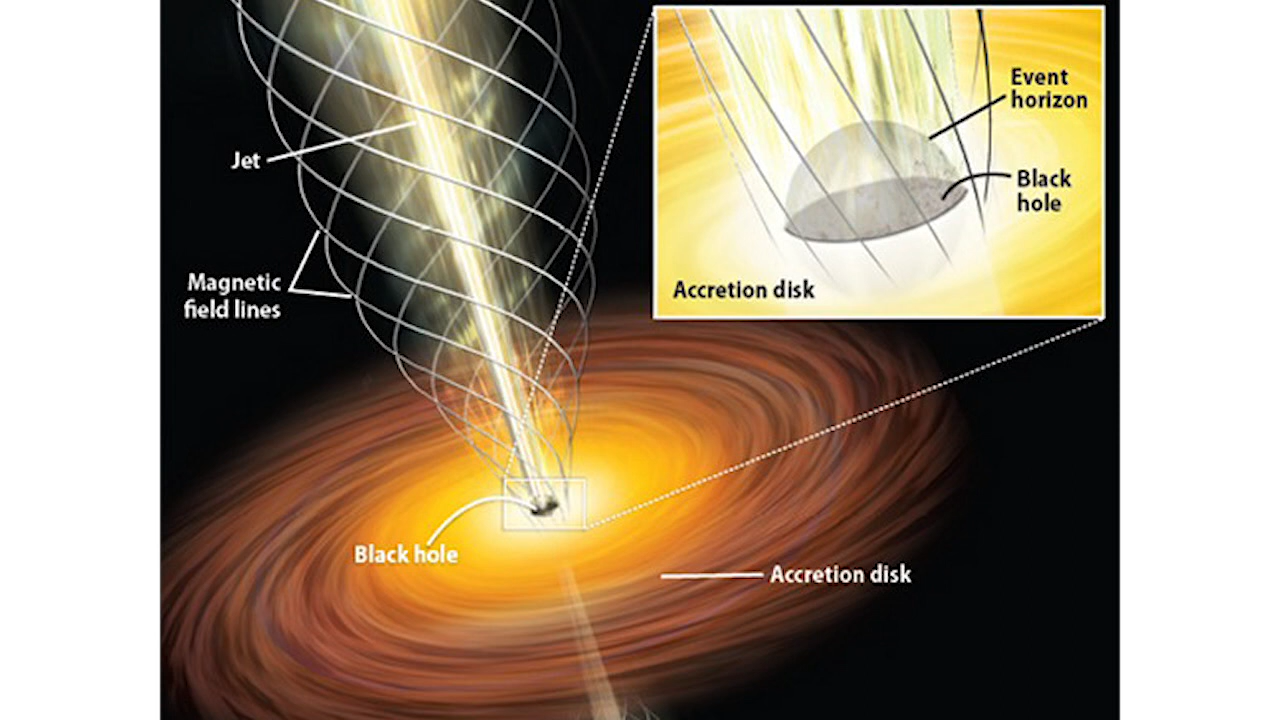 Event
horizon
Jet
Black
hole
Magnetic
field lines
Accretion disk
Black hole
Accretion disk